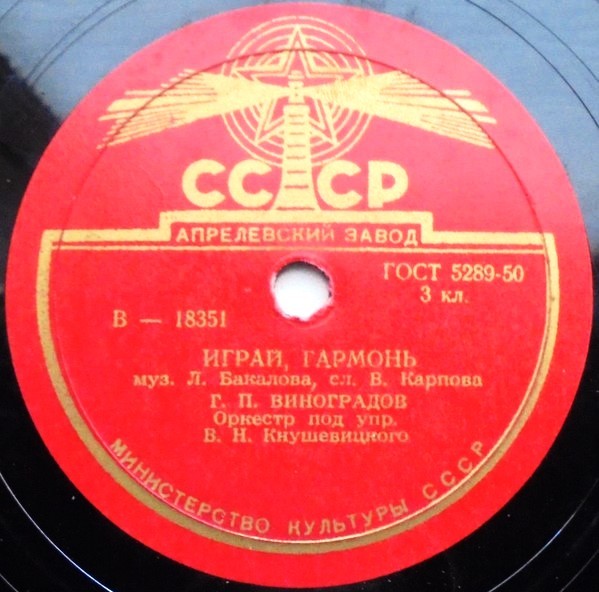 СССР
АПРЕЛЕВСКИЙ ЗАВОД
ГОСТ 5289-50
3 кл.
В — 18351
ИГРАЙ, ГАРМОНЬ
муз. Л. Бакалова, сл. В. Карпова
Г. П. ВИНОГРАДОВ
Оркестр под упр.
В. Н. Кнушевицкого
МИНИСТЕРСТВО КУЛЬТУРЫ СССР